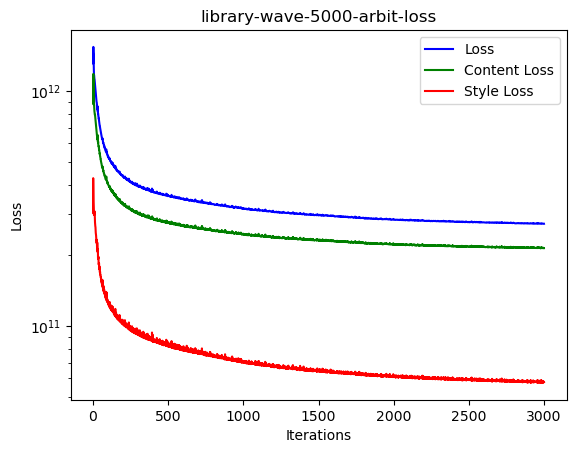 library-wave-5000-arbit-loss
Loss
Content Loss
Style Loss
10¹²
10¹¹
Loss
0 500 1000 1500 2000 2500 3000
Iterations